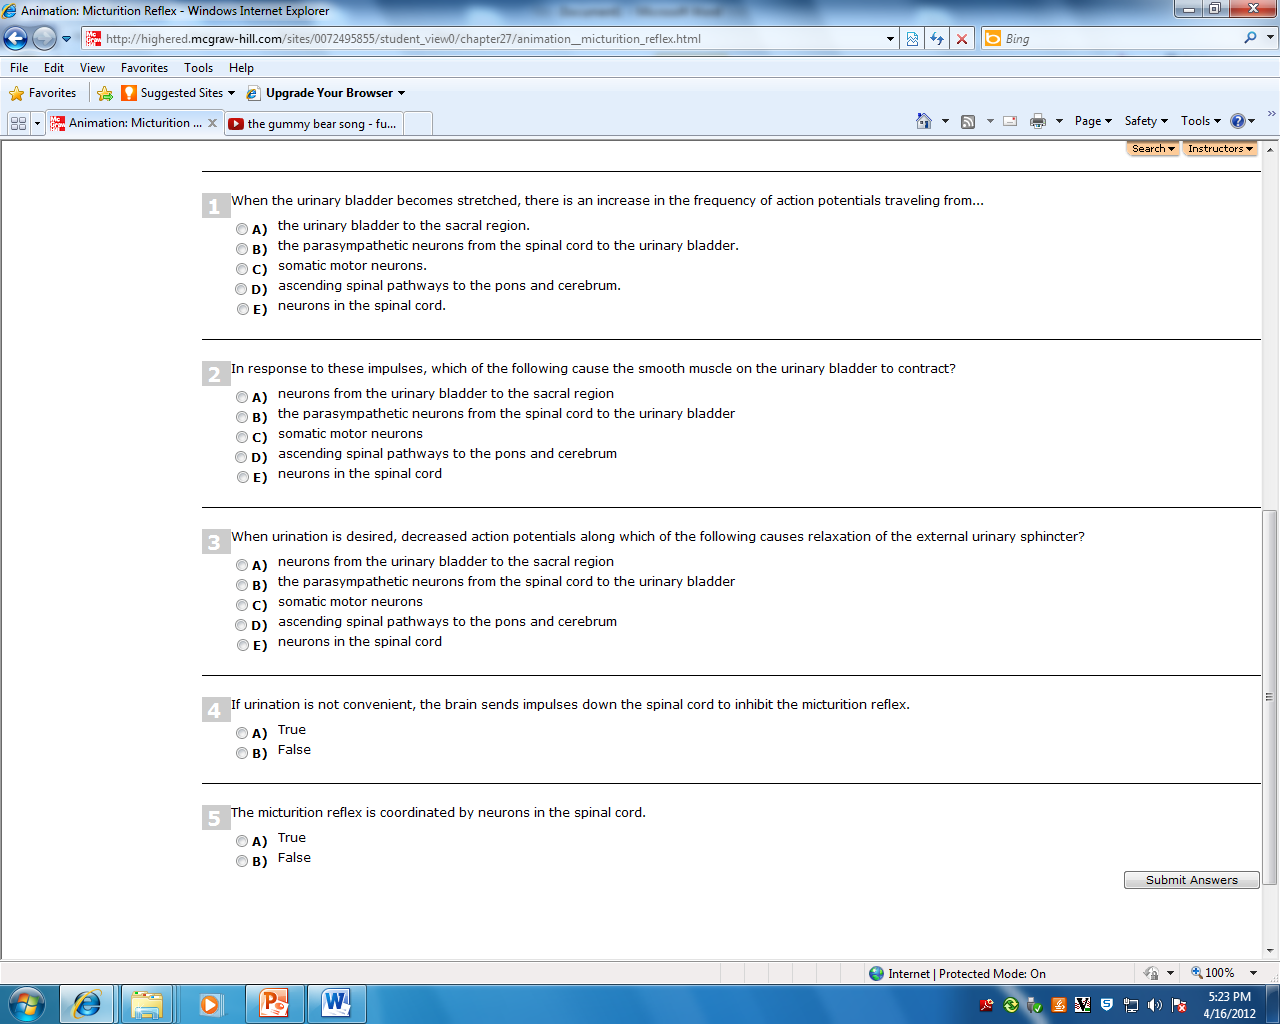 Animation: Micturition Reflex - Windows Internet Explorer
http://highered.mcgraw-hill.com/sites/0072495855/student_view0/chapter27/animation__micturition_reflex.html
Bing
File Edit View Favorites Tools Help
Favorites Suggested Sites Upgrade Your Browser
Animation: Micturition ... the gummy bear song - fu... Page Safety Tools
Search Instructors
1 When the urinary bladder becomes stretched, there is an increase in the frequency of action potentials traveling from...
A) the urinary bladder to the sacral region.
B) the parasympathetic neurons from the spinal cord to the urinary bladder.
C) somatic motor neurons.
D) ascending spinal pathways to the pons and cerebrum.
E) neurons in the spinal cord.
2 In response to these impulses, which of the following cause the smooth muscle on the urinary bladder to contract?
A) neurons from the urinary bladder to the sacral region
B) the parasympathetic neurons from the spinal cord to the urinary bladder
C) somatic motor neurons
D) ascending spinal pathways to the pons and cerebrum
E) neurons in the spinal cord
3 When urination is desired, decreased action potentials along which of the following causes relaxation of the external urinary sphincter?
A) neurons from the urinary bladder to the sacral region
B) the parasympathetic neurons from the spinal cord to the urinary bladder
C) somatic motor neurons
D) ascending spinal pathways to the pons and cerebrum
E) neurons in the spinal cord
4 If urination is not convenient, the brain sends impulses down the spinal cord to inhibit the micturition reflex.
A) True
B) False
5 The micturition reflex is coordinated by neurons in the spinal cord.
A) True
B) False
Submit Answers
Internet | Protected Mode: On
100%
5:23 PM
4/16/2012